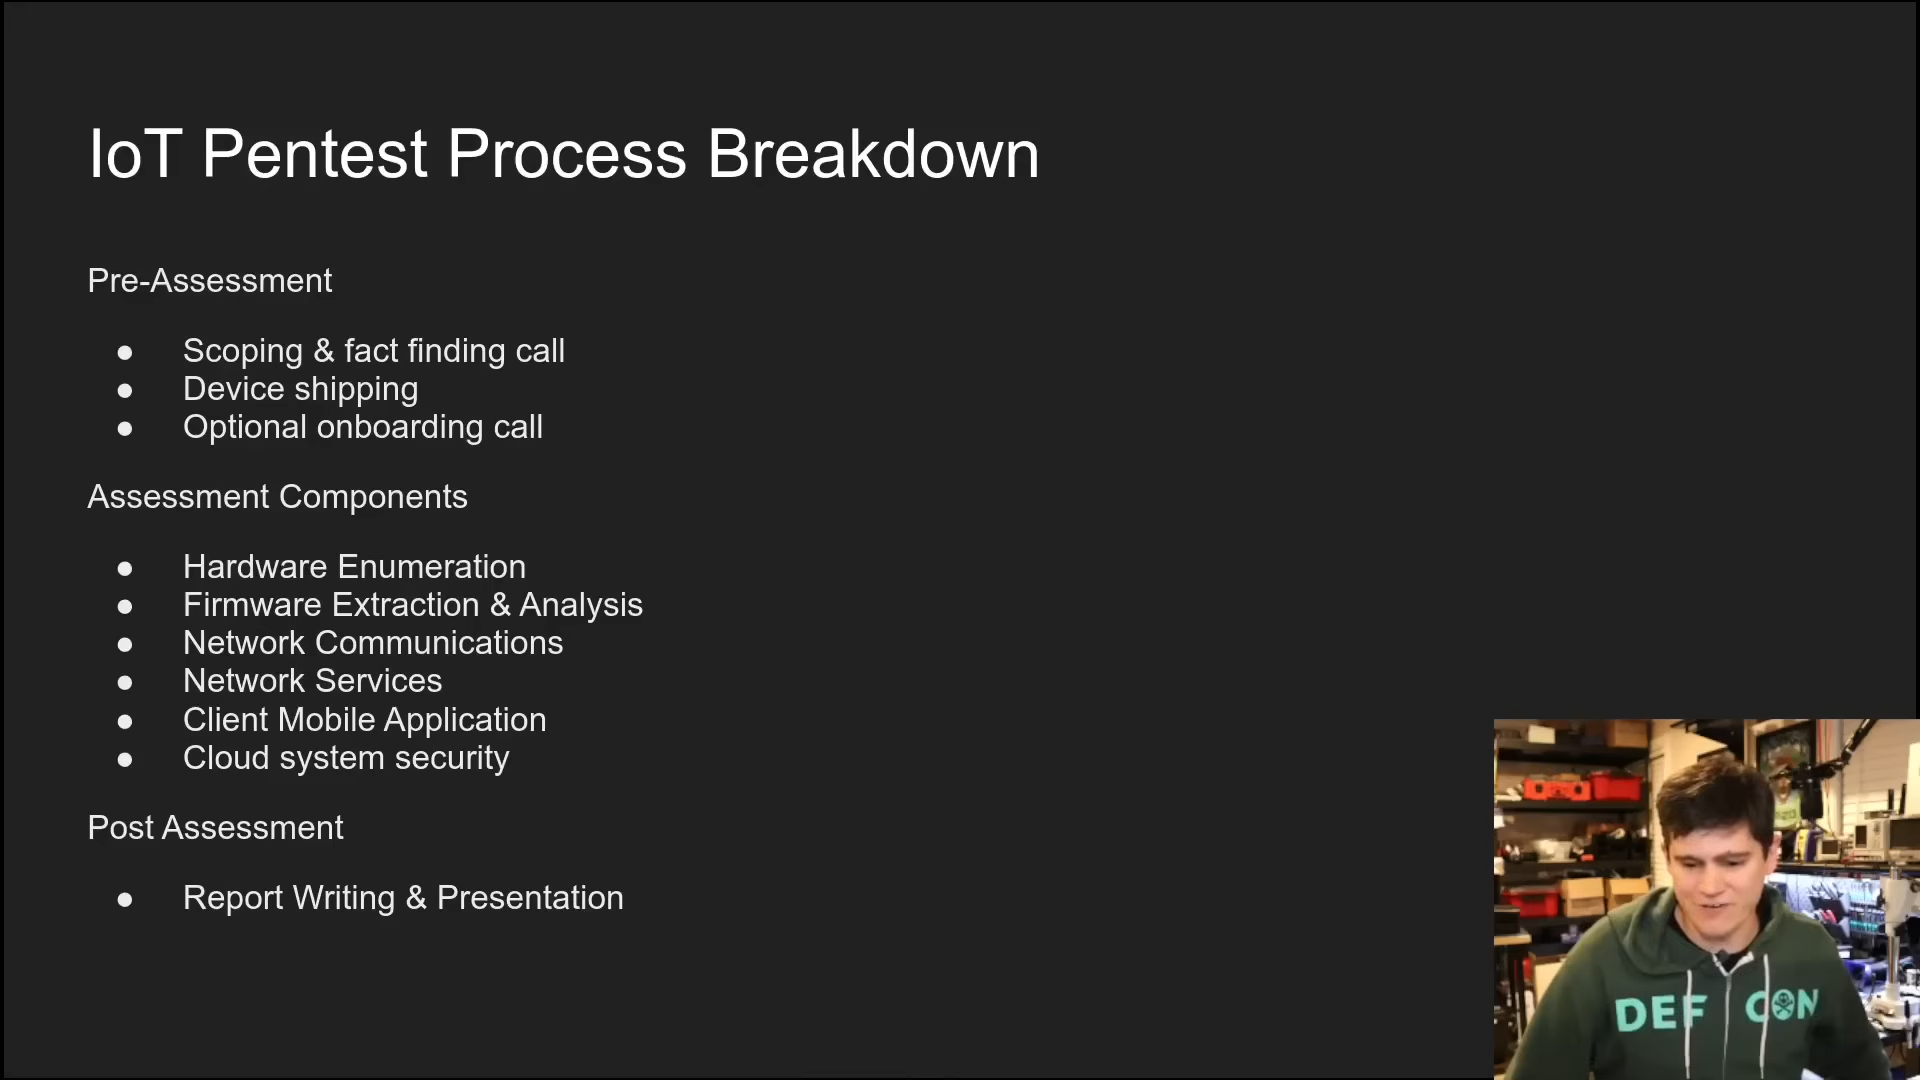 IoT Pentest Process Breakdown
Pre-Assessment
● Scoping & fact finding call
● Device shipping
● Optional onboarding call
Assessment Components
● Hardware Enumeration
● Firmware Extraction & Analysis
● Network Communications
● Network Services
● Client Mobile Application
● Cloud system security
Post Assessment
● Report Writing & Presentation
DEF CON